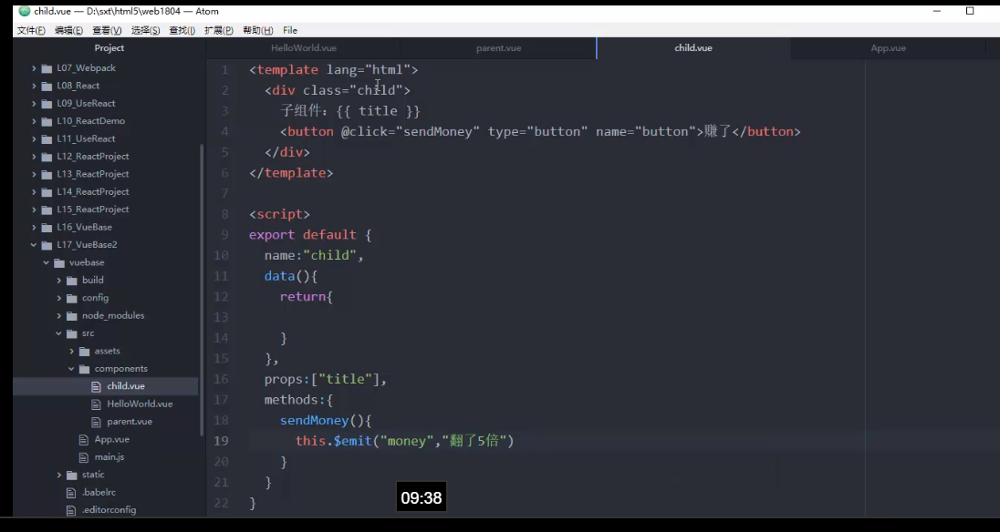 child.vue — D:\sxt\html5\web1804 — Atom
文件(F) 编辑(E) 查看(V) 选择(S) 查找(I) 扩展(P) 帮助(H) File
Project
HelloWorld.vue parent.vue child.vue App.vue
L07_Webpack
L08_React
L09_UseReact
L10_ReactDemo
L11_UseReact
L12_ReactProject
L13_ReactProject
L14_ReactProject
L15_ReactProject
L16_VueBase
L17_VueBase2
vuebase
build
config
node_modules
src
assets
components
child.vue
HelloWorld.vue
parent.vue
App.vue
main.js
static
.babelrc
.editorconfig
1 <template lang="html">
2 <div class="child">
3 子组件: {{ title }}
4 <button @click="sendMoney" type="button" name="button">赚了</button>
5 </div>
6 </template>
7
8 <script>
9 export default {
10 name:"child",
11 data(){
12 return{
13
14 }
15 },
16 props:["title"],
17 methods:{
18 sendMoney(){
19 this.$emit("money","翻了5倍")
20 }
21 }
22 }
09:38